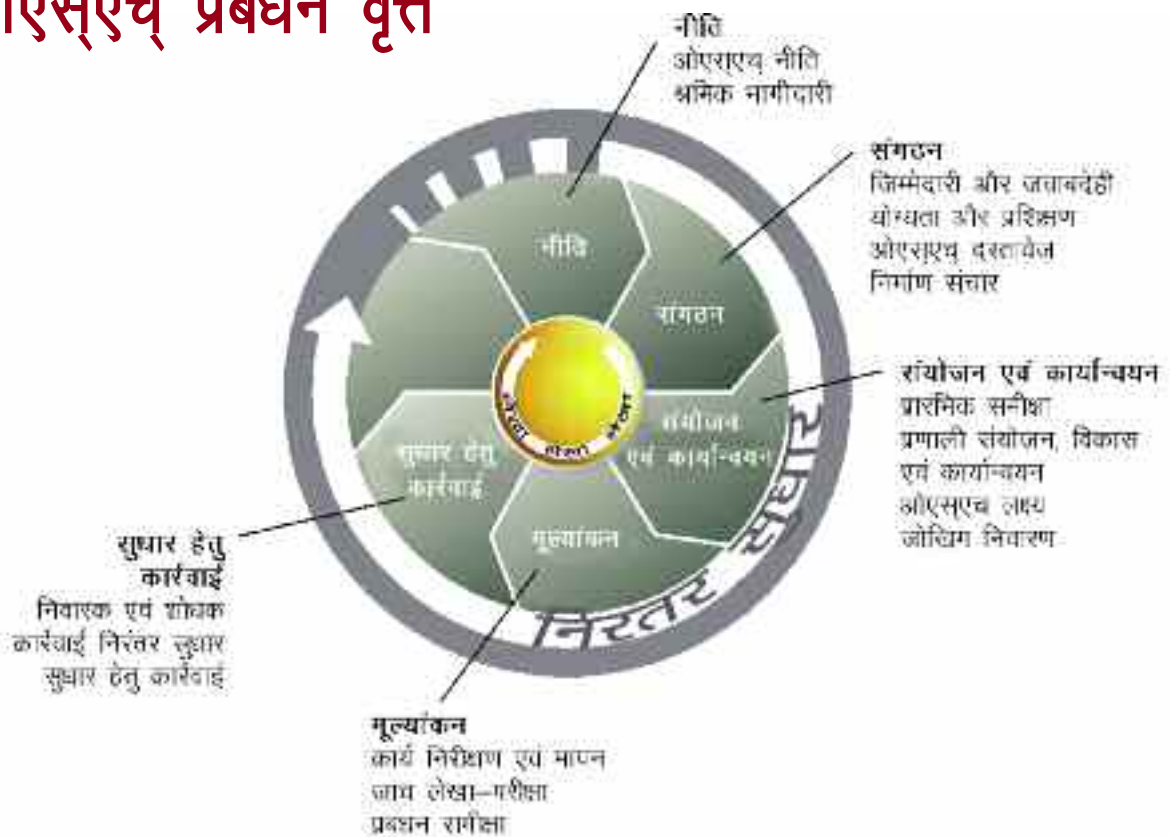 ओएस्एच् प्रबंधन वृत्त
नीति
ओएसएच् नीति
श्रमिक भागीदारी
संगठन
जिम्मेदारी और जवाबदेही
योग्यता और प्रशिक्षण
ओएसएच् दस्तावेज
निर्माण संचार
संयोजन एवं कार्यान्वयन
प्रारंभिक समीक्षा
प्रणाली संयोजन, विकास
एवं कार्यान्वयन
ओएसएच लक्ष्य
जोखिम निवारण
नीति
संगठन
संयोजन
एवं कार्यान्वयन
मूल्यांकन
सुधार हेतु
कार्रवाई
लेखा लेखा लेखा
निरंतर सुधार
सुधार हेतु
कार्रवाई
निवारक एवं शोधक
कार्रवाई निरंतर सुधार
सुधार हेतु कार्रवाई
मूल्यांकन
कार्य निरीक्षण एवं मापन
जांच लेखा–परीक्षा
प्रबंधन समीक्षा